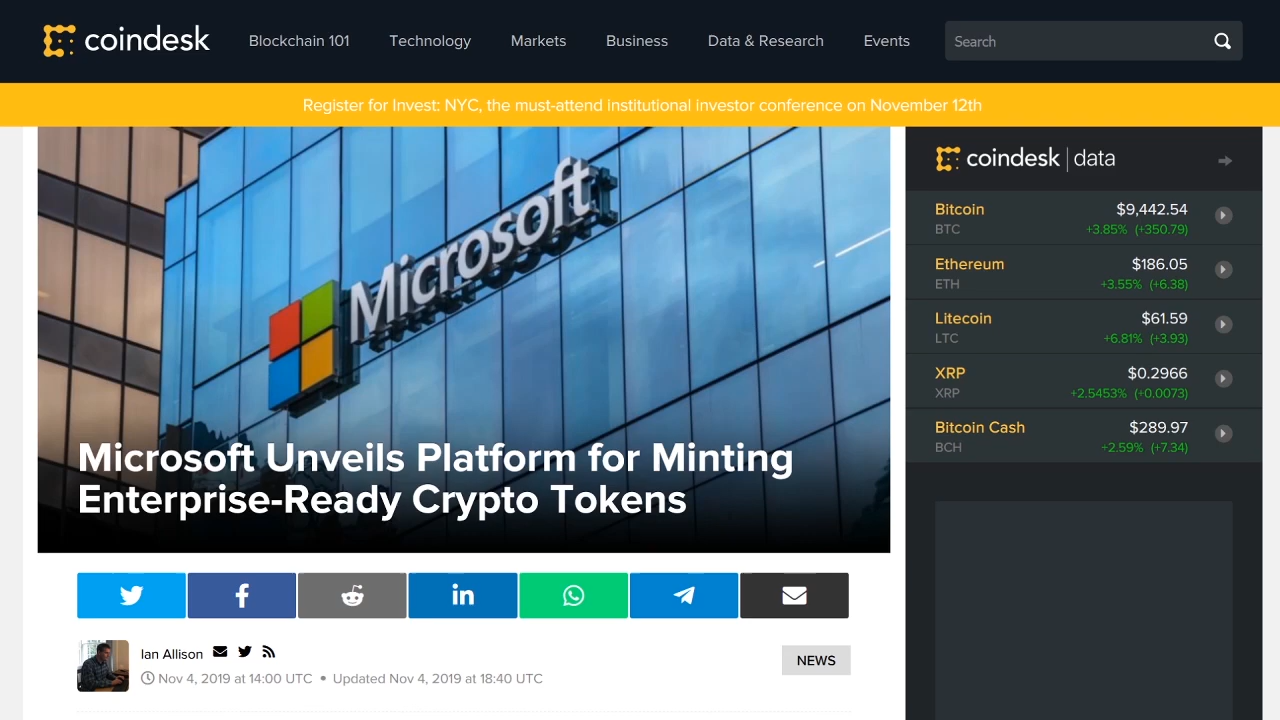 coindesk
Blockchain 101 Technology Markets Business Data & Research Events
Search
Register for Invest: NYC, the must-attend institutional investor conference on November 12th
Microsoft
Microsoft Unveils Platform for Minting
Enterprise-Ready Crypto Tokens
Ian Allison
Nov 4, 2019 at 14:00 UTC • Updated Nov 4, 2019 at 18:40 UTC
NEWS
coindesk | data
Bitcoin $9,442.54
BTC +3.85% (+350.79)
Ethereum $186.05
ETH +3.55% (+6.38)
Litecoin $61.59
LTC +6.81% (+3.93)
XRP $0.2966
XRP +2.5453% (+0.0073)
Bitcoin Cash $289.97
BCH +2.59% (+7.34)